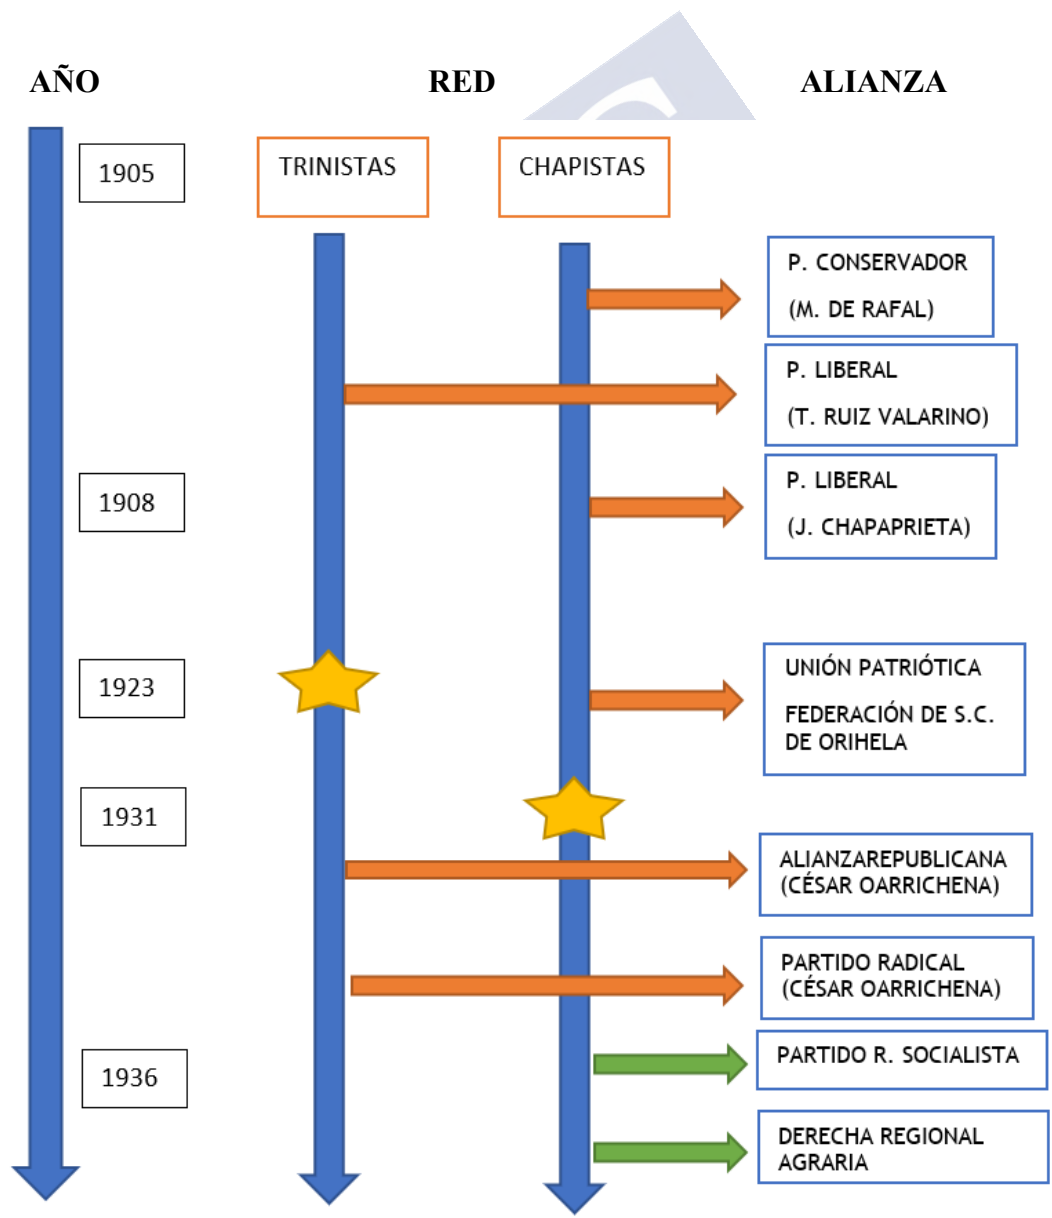 AÑO
RED
ALIANZA
1905
TRINISTAS
CHAPISTAS
P. CONSERVADOR
(M. DE RAFAL)
P. LIBERAL
(T. RUIZ VALARINO)
1908
P. LIBERAL
(J. CHAPAPRIETA)
1923
UNIÓN PATRIÓTICA
FEDERACIÓN DE S.C.
DE ORIHELA
1931
ALIANZAREPUBLICANA
(CÉSAR OARRICHENA)
PARTIDO RADICAL
(CÉSAR OARRICHENA)
1936
PARTIDO R. SOCIALISTA
DERECHA REGIONAL
AGRARIA